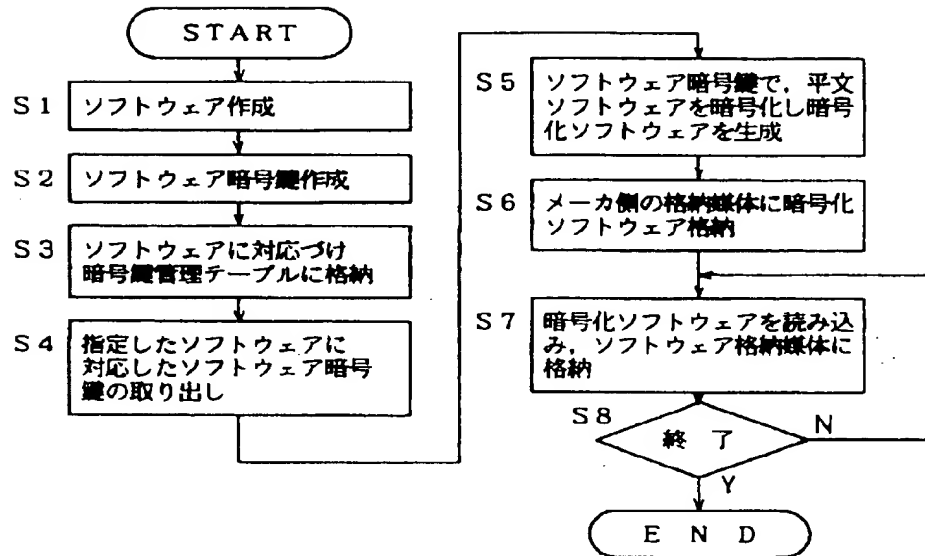 START
S1
ソフトウェア作成
S2
ソフトウェア暗号鍵作成
S3
ソフトウェアに対応づけ
暗号鍵管理テーブルに格納
S4
指定したソフトウェアに
対応したソフトウェア暗号
鍵の取り出し
S5
ソフトウェア暗号鍵で，平文
ソフトウェアを暗号化し暗号
化ソフトウェアを生成
S6
メーカ側の格納媒体に暗号化
ソフトウェア格納
S7
暗号化ソフトウェアを読み込
み，ソフトウェア格納媒体に
格納
S8
終了
N
Y
END